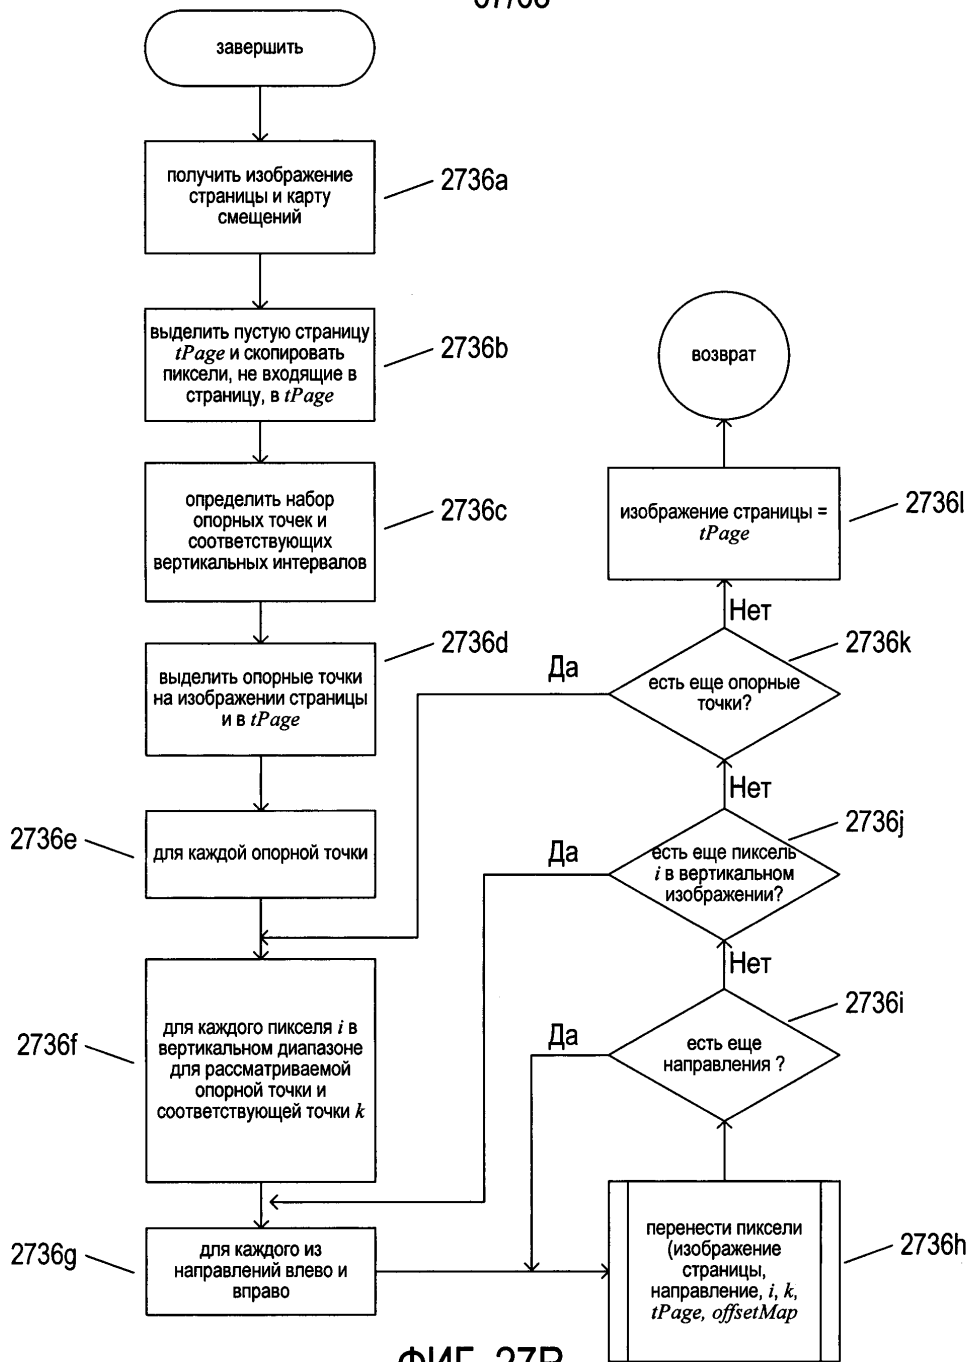 завершить
получить изображение
страницы и карту
смещений
2736a
выделить пустую страницу
tPage и скопировать
пиксели, не входящие в
страницу, в tPage
2736b
определить набор
опорных точек и
соответствующих
вертикальных интервалов
2736c
выделить опорные точки
на изображении страницы
и в tPage
2736d
для каждой опорной точки
2736e
для каждого пикселя i в
вертикальном диапазоне
для рассматриваемой
опорной точки и
соответствующей точки k
2736f
для каждого из
направлений влево и
вправо
2736g
перенести пиксели
(изображение
страницы,
направление, i, k,
tPage, offsetMap
2736h
есть еще
направления ?
2736i
Да
Нет
есть еще пиксель
i в вертикальном
изображении?
2736j
Да
Нет
есть еще опорные
точки?
2736k
Да
Нет
изображение страницы =
tPage
2736l
возврат